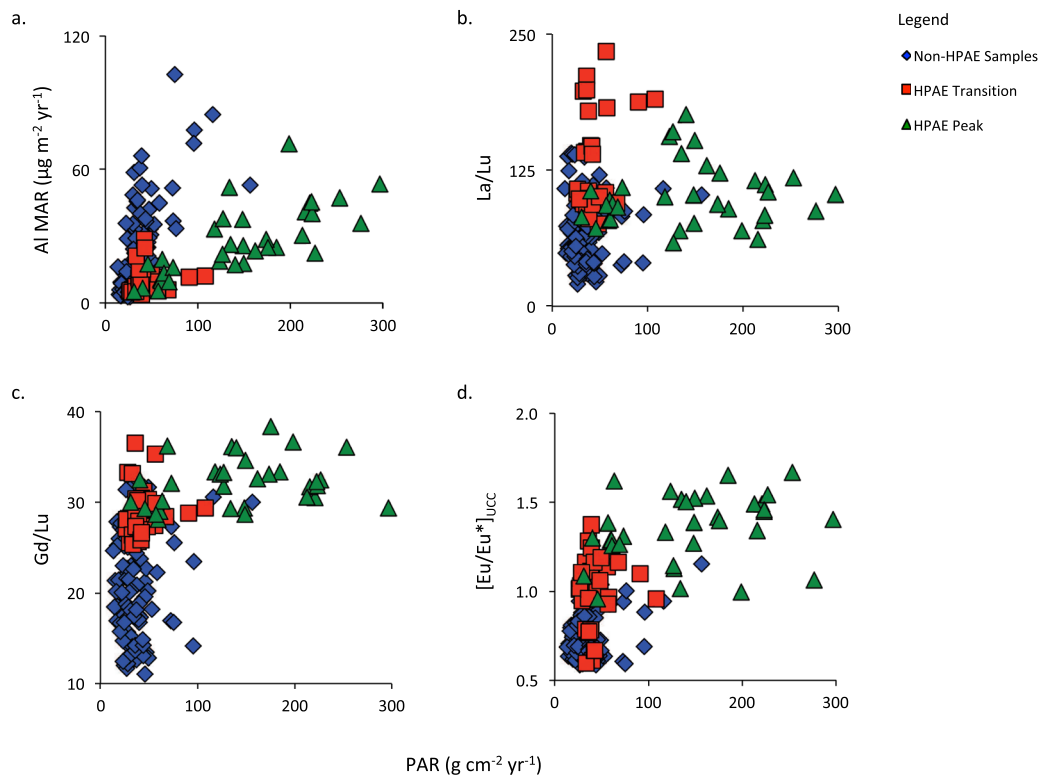 a.
Al MAR (µg m-2 yr-1)
120
60
0
0 100 200 300
b.
La/Lu
250
125
0
0 100 200 300
Legend
Non-HPAE Samples
HPAE Transition
HPAE Peak
c.
Gd/Lu
40
30
20
10
0 100 200 300
d.
[Eu/Eu*]UCC
2.0
1.5
1.0
0.5
0 100 200 300
PAR (g cm-2 yr-1)